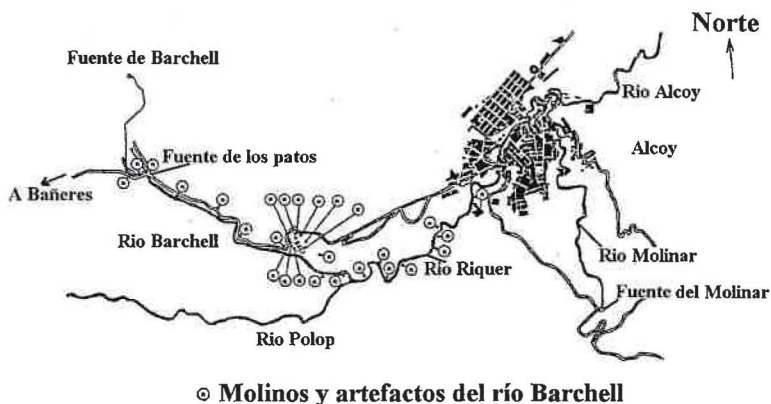 Norte
Fuente de Barchell
Rio Alcoy
Alcoy
Fuente de los patos
A Bañeres
Rio Barchell
Rio Riquer
Rio Molinar
Fuente del Molinar
Rio Polop
Molinos y artefactos del río Barchell